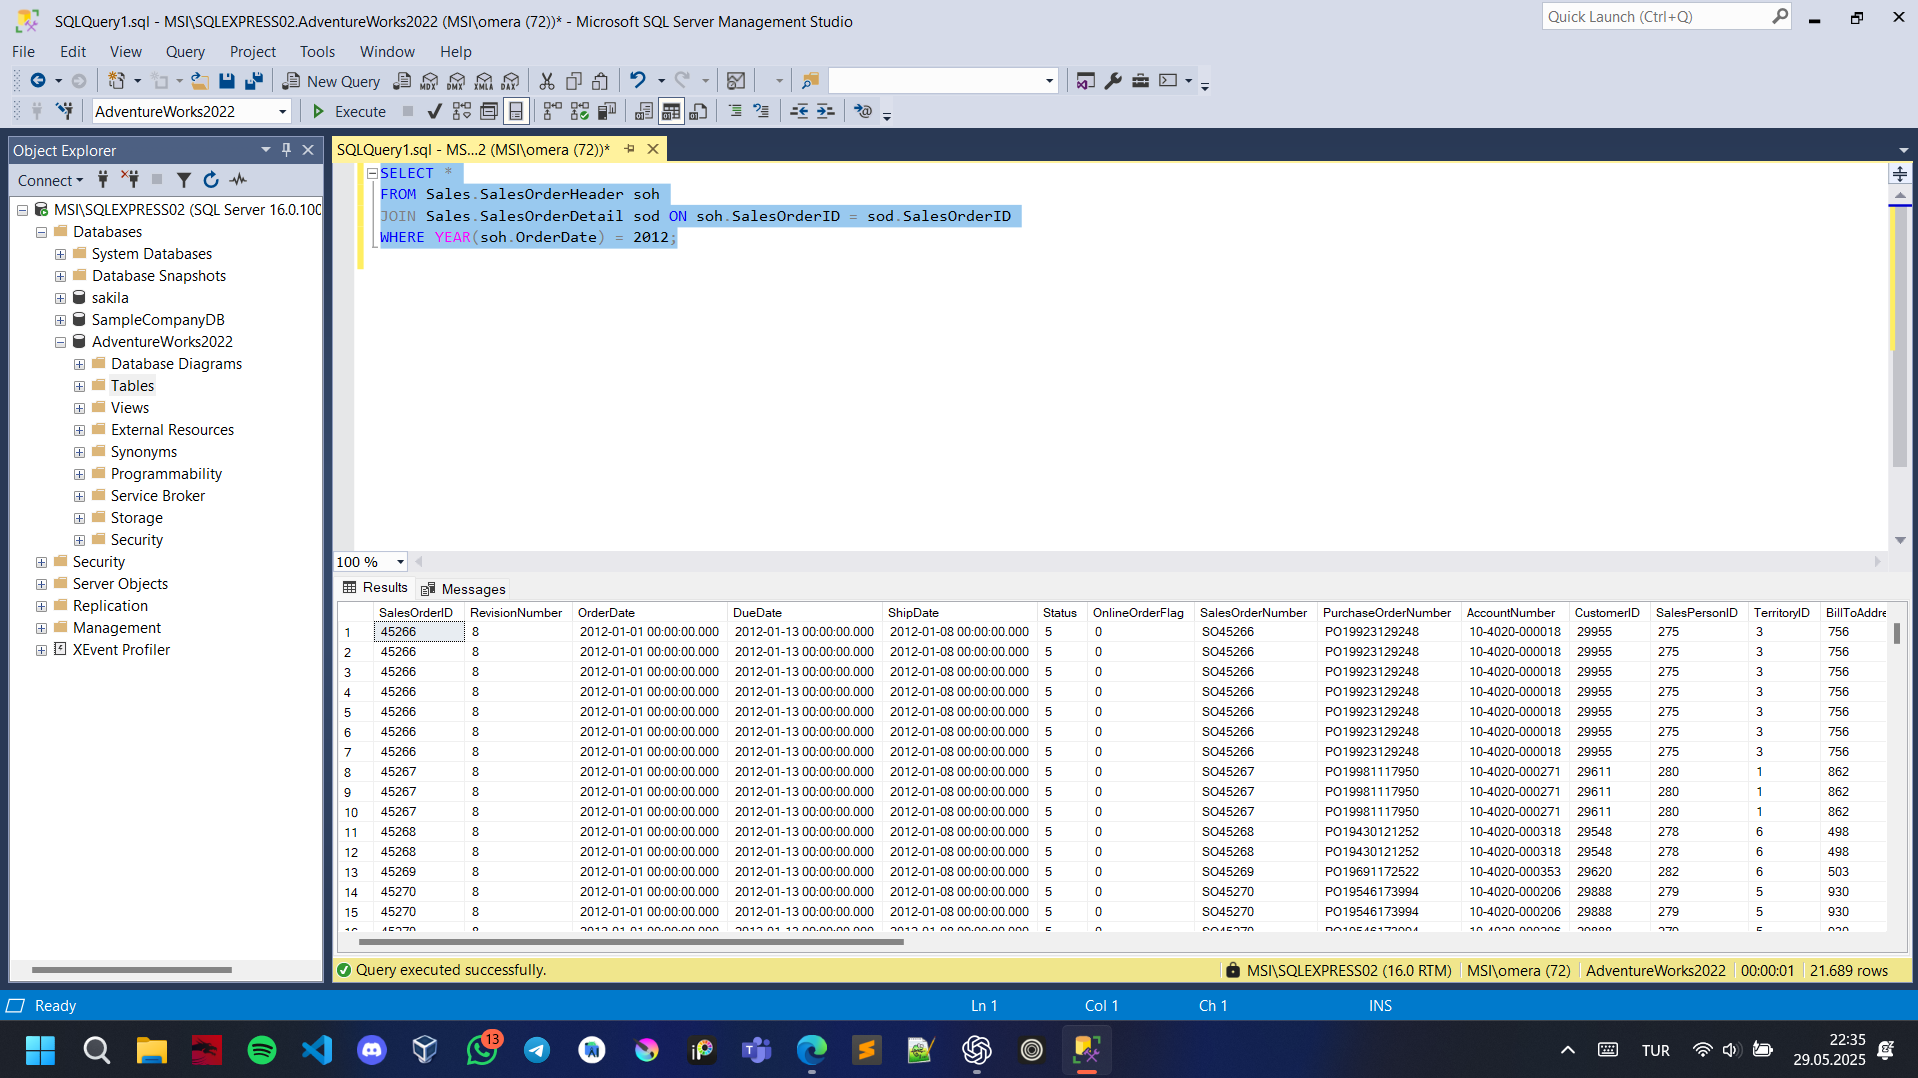 SQLQuery1.sql - MSI\SQLEXPRESS02.AdventureWorks2022 (MSI\omera (72))* - Microsoft SQL Server Management Studio
Quick Launch (Ctrl+Q)
File Edit View Query Project Tools Window Help
New Query MDX DMX XMLA DAX
AdventureWorks2022 Execute
Object Explorer
Connect
MSI\SQLEXPRESS02 (SQL Server 16.0.100
Databases
System Databases
Database Snapshots
sakila
SampleCompanyDB
AdventureWorks2022
Database Diagrams
Tables
Views
External Resources
Synonyms
Programmability
Service Broker
Storage
Security
Security
Server Objects
Replication
Management
XEvent Profiler
SQLQuery1.sql - MS...2 (MSI\omera (72))*
SELECT *
FROM Sales.SalesOrderHeader soh
JOIN Sales.SalesOrderDetail sod ON soh.SalesOrderID = sod.SalesOrderID
WHERE YEAR(soh.OrderDate) = 2012;
100 %
Results Messages
SalesOrderID RevisionNumber OrderDate DueDate ShipDate Status OnlineOrderFlag SalesOrderNumber PurchaseOrderNumber AccountNumber CustomerID SalesPersonID TerritoryID BillToAddre
1 45266 8 2012-01-01 00:00:00.000 2012-01-13 00:00:00.000 2012-01-08 00:00:00.000 5 0 SO45266 PO19923129248 10-4020-000018 29955 275 3 756
2 45266 8 2012-01-01 00:00:00.000 2012-01-13 00:00:00.000 2012-01-08 00:00:00.000 5 0 SO45266 PO19923129248 10-4020-000018 29955 275 3 756
3 45266 8 2012-01-01 00:00:00.000 2012-01-13 00:00:00.000 2012-01-08 00:00:00.000 5 0 SO45266 PO19923129248 10-4020-000018 29955 275 3 756
4 45266 8 2012-01-01 00:00:00.000 2012-01-13 00:00:00.000 2012-01-08 00:00:00.000 5 0 SO45266 PO19923129248 10-4020-000018 29955 275 3 756
5 45266 8 2012-01-01 00:00:00.000 2012-01-13 00:00:00.000 2012-01-08 00:00:00.000 5 0 SO45266 PO19923129248 10-4020-000018 29955 275 3 756
6 45266 8 2012-01-01 00:00:00.000 2012-01-13 00:00:00.000 2012-01-08 00:00:00.000 5 0 SO45266 PO19923129248 10-4020-000018 29955 275 3 756
7 45266 8 2012-01-01 00:00:00.000 2012-01-13 00:00:00.000 2012-01-08 00:00:00.000 5 0 SO45266 PO19923129248 10-4020-000018 29955 275 3 756
8 45267 8 2012-01-01 00:00:00.000 2012-01-13 00:00:00.000 2012-01-08 00:00:00.000 5 0 SO45267 PO19981117950 10-4020-000271 29611 280 1 862
9 45267 8 2012-01-01 00:00:00.000 2012-01-13 00:00:00.000 2012-01-08 00:00:00.000 5 0 SO45267 PO19981117950 10-4020-000271 29611 280 1 862
10 45267 8 2012-01-01 00:00:00.000 2012-01-13 00:00:00.000 2012-01-08 00:00:00.000 5 0 SO45267 PO19981117950 10-4020-000271 29611 280 1 862
11 45268 8 2012-01-01 00:00:00.000 2012-01-13 00:00:00.000 2012-01-08 00:00:00.000 5 0 SO45268 PO19430121252 10-4020-000318 29548 278 6 498
12 45268 8 2012-01-01 00:00:00.000 2012-01-13 00:00:00.000 2012-01-08 00:00:00.000 5 0 SO45268 PO19430121252 10-4020-000318 29548 278 6 498
13 45269 8 2012-01-01 00:00:00.000 2012-01-13 00:00:00.000 2012-01-08 00:00:00.000 5 0 SO45269 PO19691172522 10-4020-000353 29620 282 6 503
14 45270 8 2012-01-01 00:00:00.000 2012-01-13 00:00:00.000 2012-01-08 00:00:00.000 5 0 SO45270 PO19546173994 10-4020-000206 29888 279 5 930
15 45270 8 2012-01-01 00:00:00.000 2012-01-13 00:00:00.000 2012-01-08 00:00:00.000 5 0 SO45270 PO19546173994 10-4020-000206 29888 279 5 930
Query executed successfully. MSI\SQLEXPRESS02 (16.0 RTM) MSI\omera (72) AdventureWorks2022 00:00:01 21.689 rows
Ready Ln 1 Col 1 Ch 1 INS
13
TUR
22:35
29.05.2025